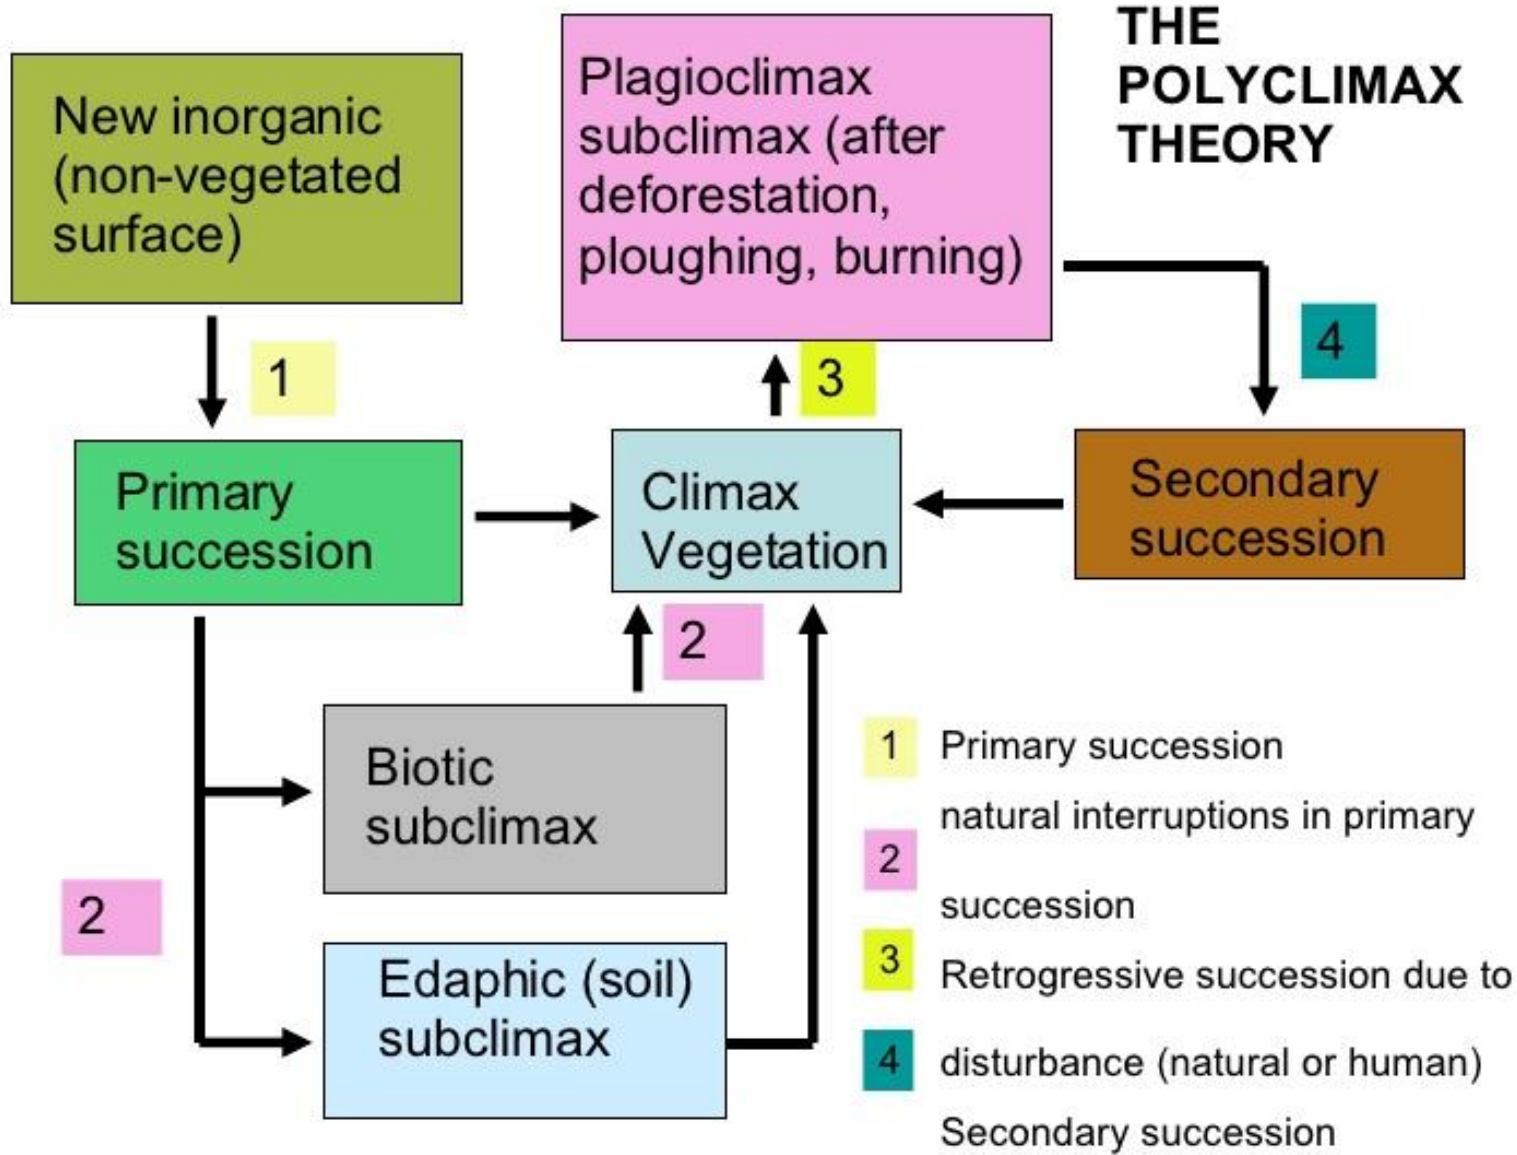 THE
POLYCLIMAX
THEORY
New inorganic
(non-vegetated
surface)
Plagioclimax
subclimax (after
deforestation,
ploughing, burning)
1
3
4
Primary
succession
Climax
Vegetation
Secondary
succession
2
Biotic
subclimax
2
Edaphic (soil)
subclimax
1 Primary succession
natural interruptions in primary
2
succession
3 Retrogressive succession due to
4 disturbance (natural or human)
Secondary succession